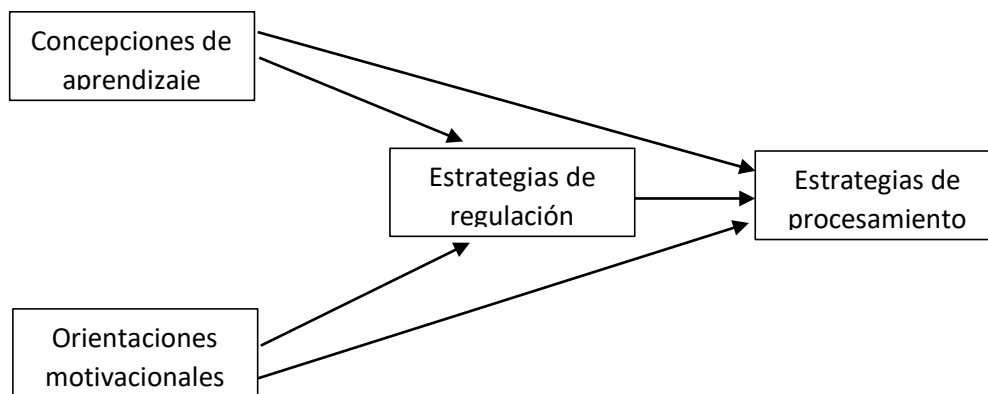 Concepciones de
aprendizaje
Estrategias de
regulación
Estrategias de
procesamiento
Orientaciones
motivacionales